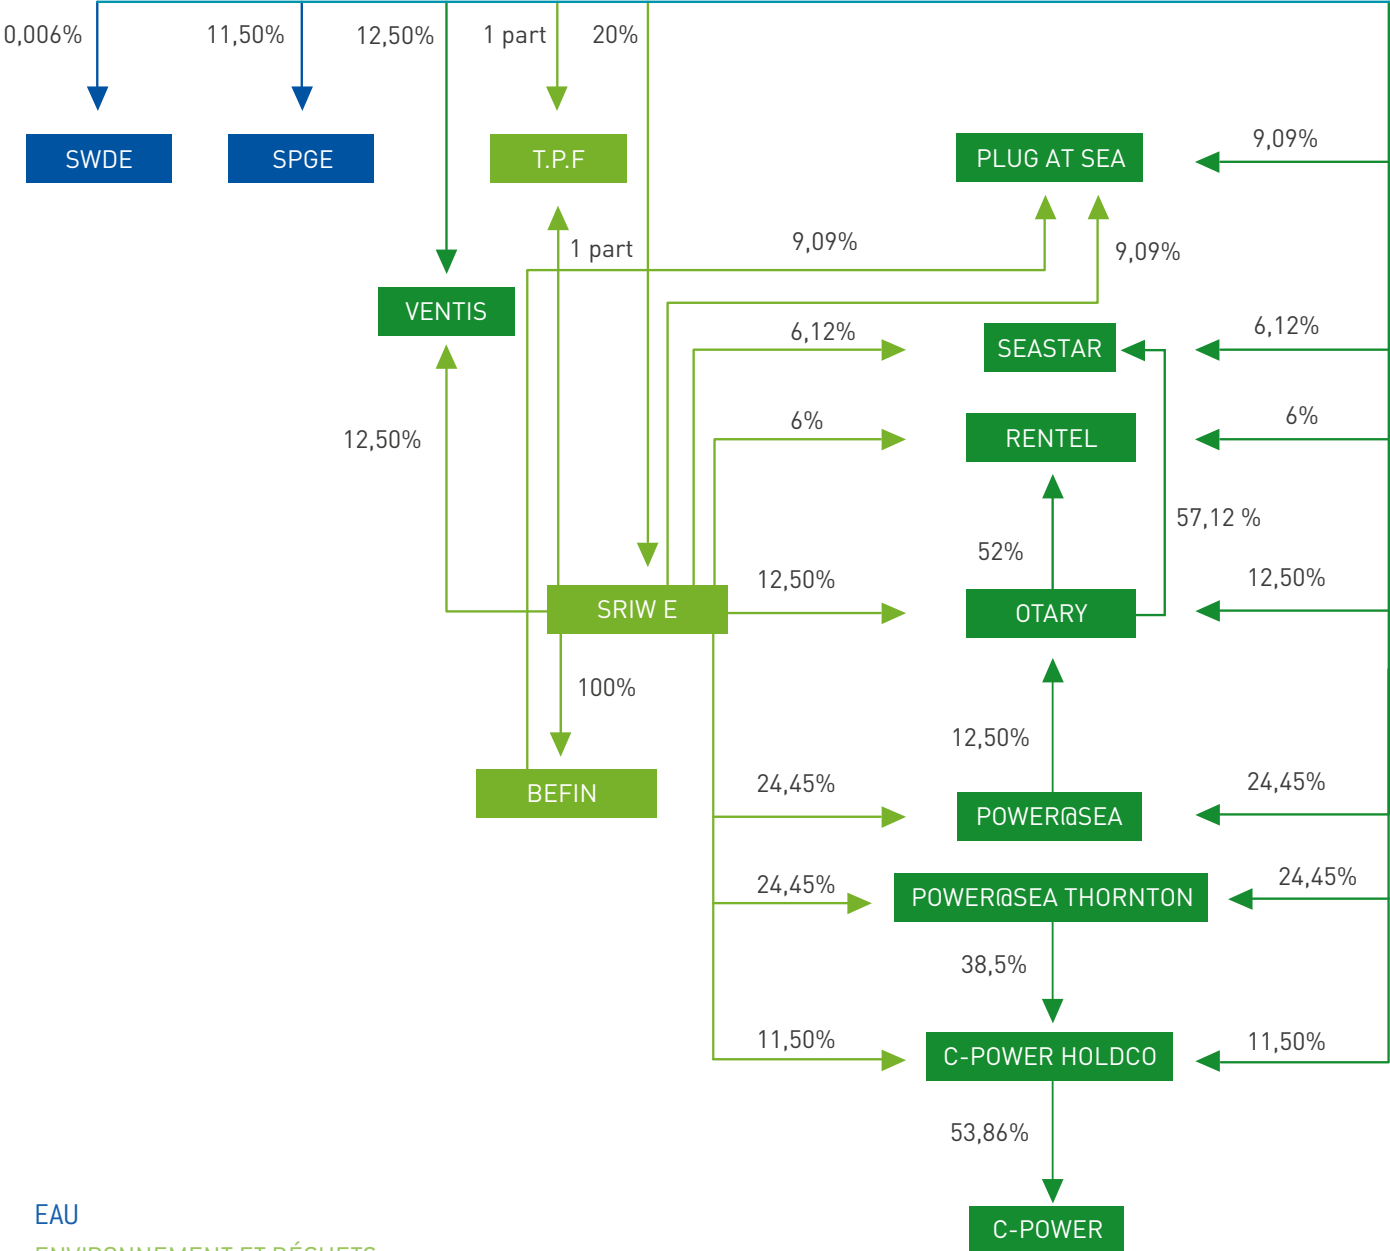 0,006%
11,50%
12,50%
1 part
20%
SWDE
SPGE
T.P.F
PLUG AT SEA
9,09%
1 part
9,09%
9,09%
VENTIS
6,12%
SEASTAR
6,12%
12,50%
6%
RENTEL
6%
57,12 %
52%
12,50%
12,50%
SRIW E
OTARY
100%
12,50%
BEFIN
24,45%
24,45%
POWER@SEA
24,45%
24,45%
POWER@SEA THORNTON
38,5%
11,50%
11,50%
C-POWER HOLDCO
53,86%
EAU
C-POWER
ENVIRONNEMENT ET DÉCHETS